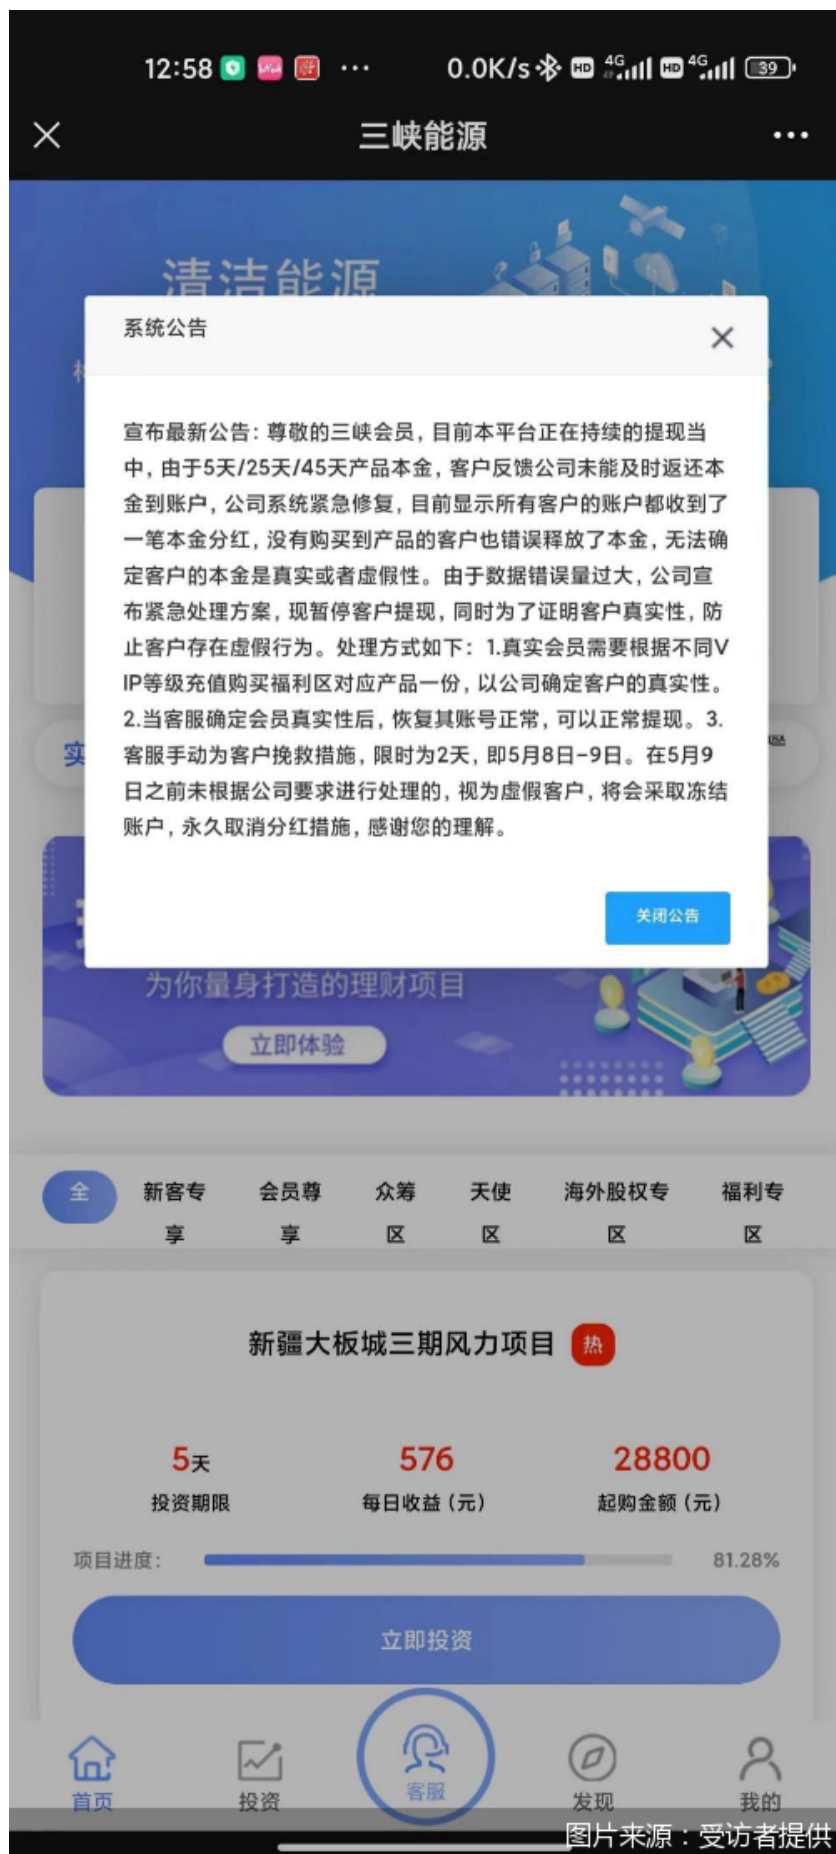 12:58
0.0K/s HD 4G HD 4G 39
三峡能源
清洁能源
系统公告
宣布最新公告：尊敬的三峡会员，目前本平台正在持续的提现当
中，由于5天/25天/45天产品本金，客户反馈公司未能及时返还本
金到账户，公司系统紧急修复，目前显示所有客户的账户都收到了
一笔本金分红，没有购买到产品的客户也错误释放了本金，无法确
定客户的本金是真实或者虚假性。由于数据错误量过大，公司宣
布紧急处理方案，现暂停客户提现，同时为了证明客户真实性，防
止客户存在虚假行为。处理方式如下：1.真实会员需要根据不同V
IP等级充值购买福利区对应产品一份，以公司确定客户的真实性。
2.当客服确定会员真实性后，恢复其账号正常，可以正常提现。3.
客服手动为客户挽救措施，限时为2天，即5月8日-9日。在5月9
日之前未根据公司要求进行处理的，视为虚假客户，将会采取冻结
账户，永久取消分红措施，感谢您的理解。
关闭公告
实
为你量身打造的理财项目
立即体验
全 新客专享 会员尊享 众筹区 天使区 海外股权专区 福利专区
新疆大板城三期风力项目 热
5天 576 28800
投资期限 每日收益（元） 起购金额（元）
项目进度： 81.28%
立即投资
首页 投资 客服 发现 我的
图片来源：受访者提供